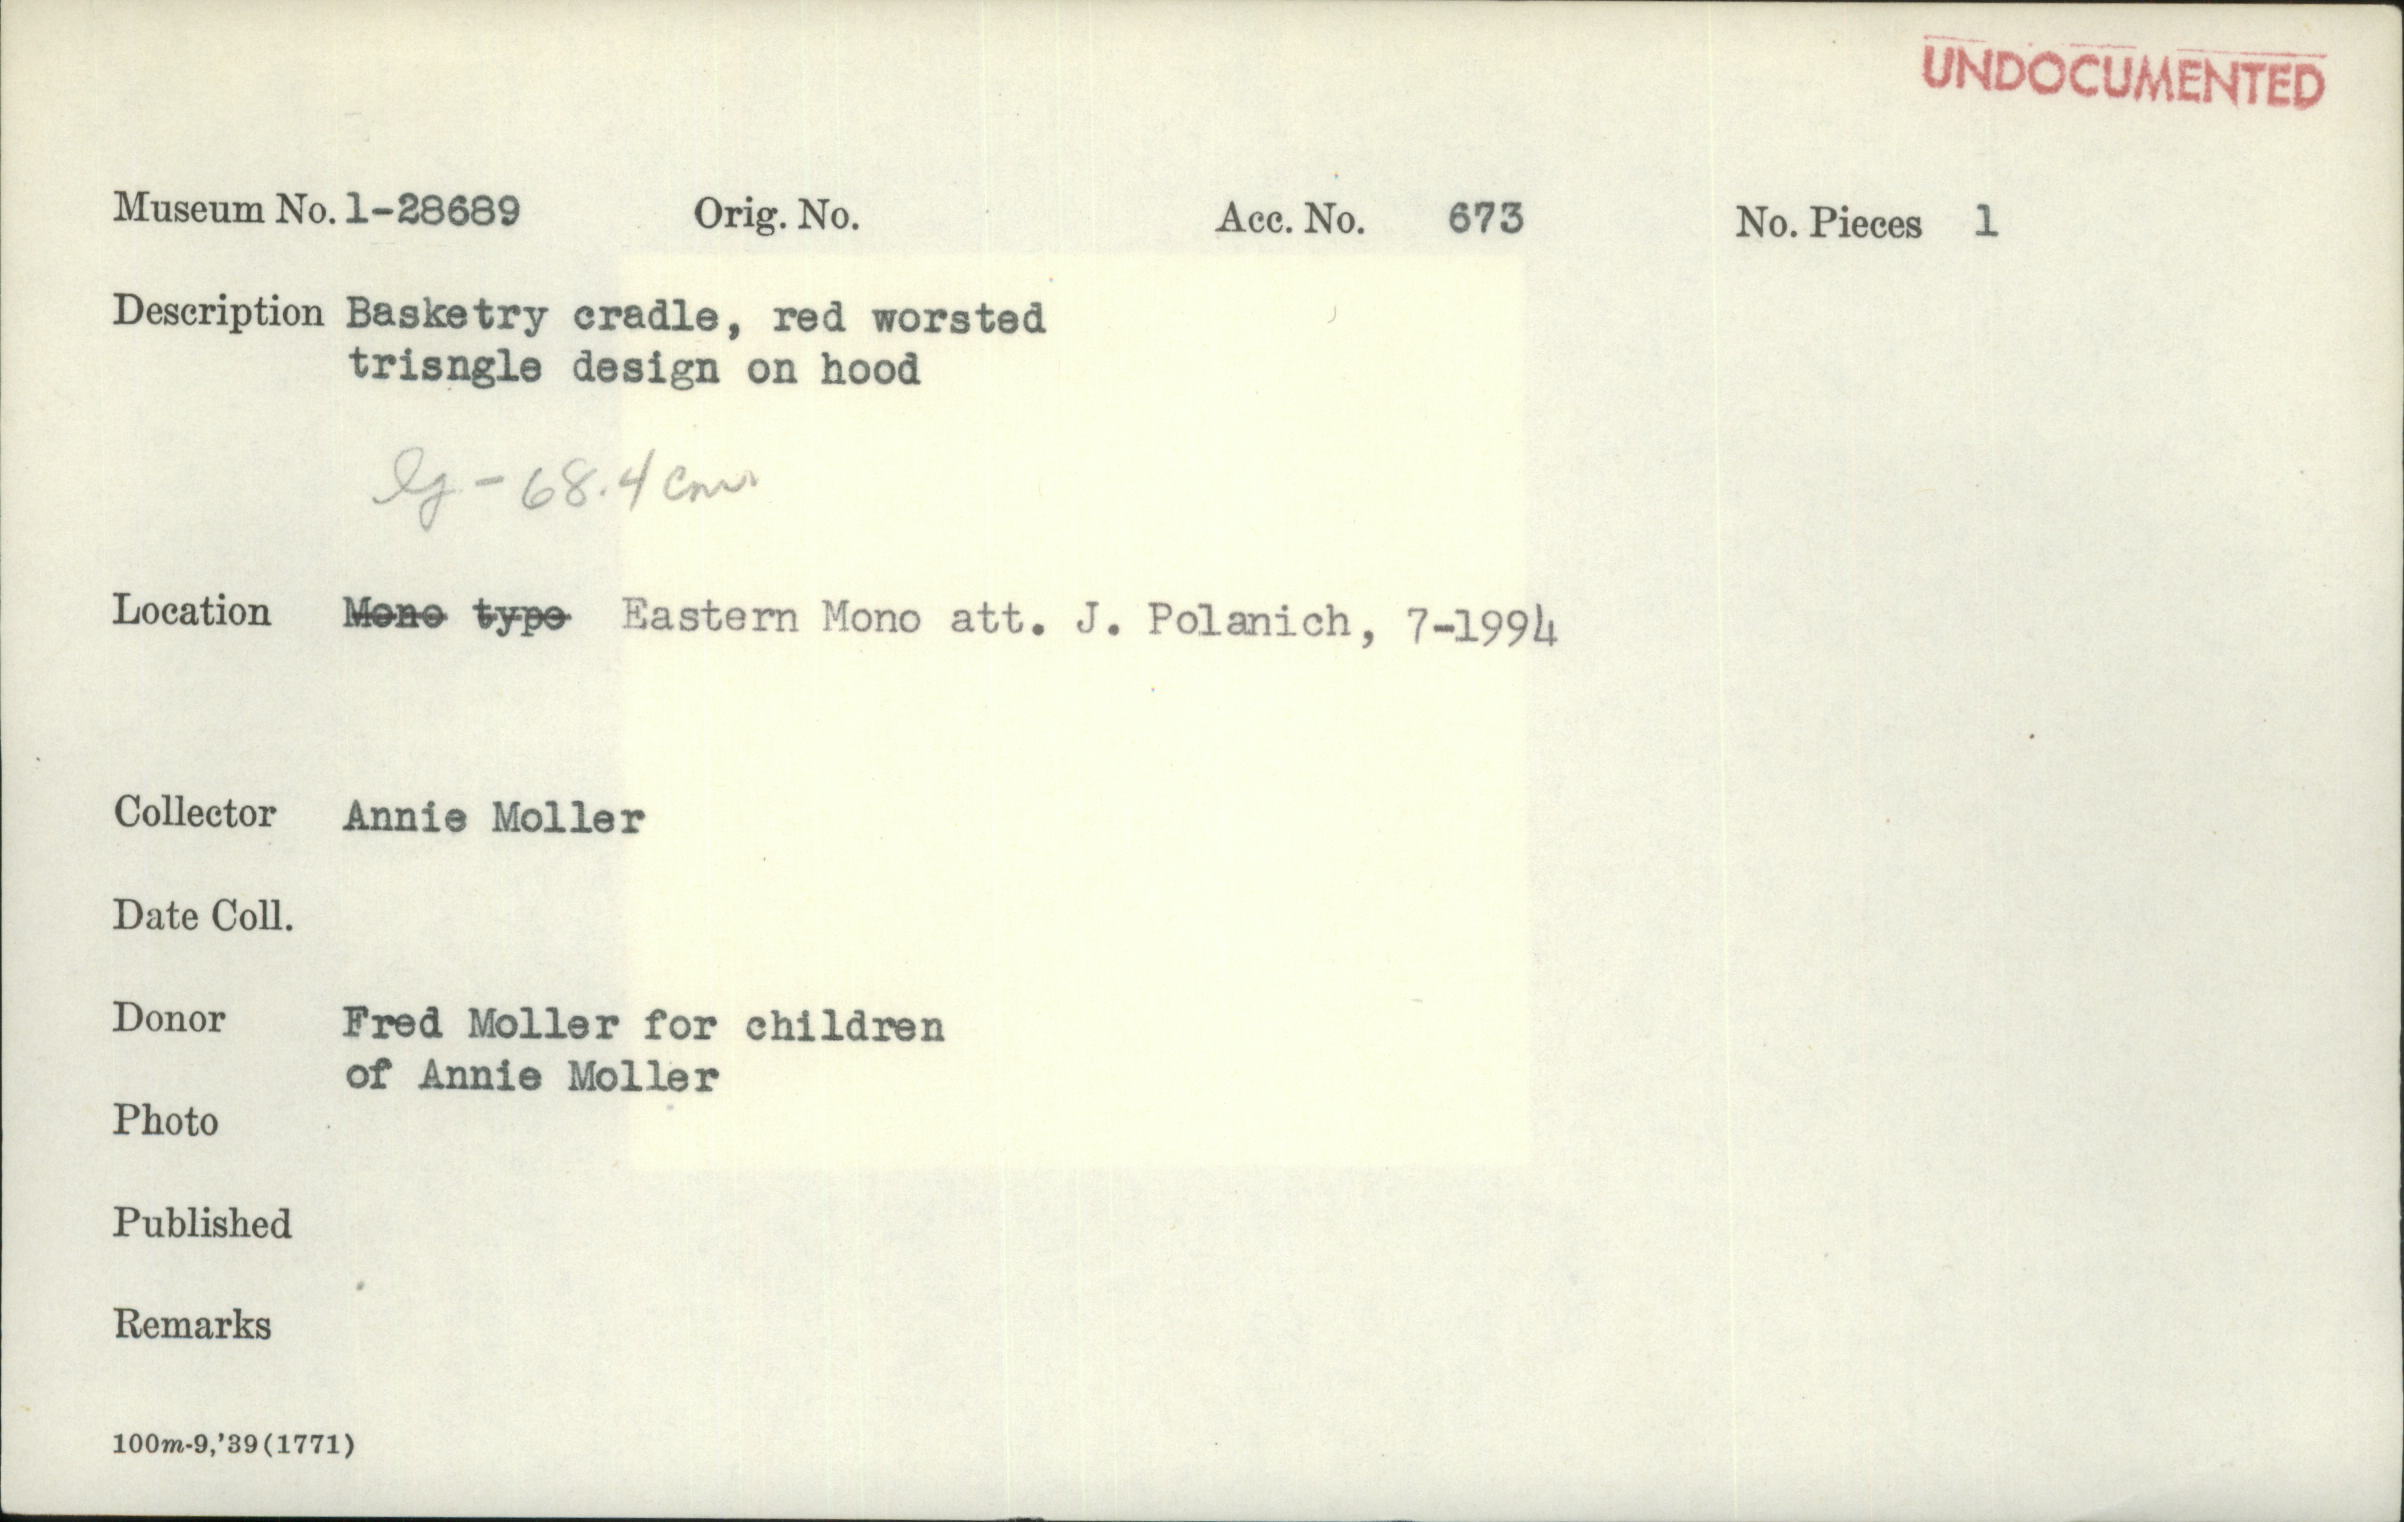 UNDOCUMENTED
Museum No. 1-28689 Orig. No. Acc. No. 673 No. Pieces 1
Description Basketry cradle, red worsted
trisngle design on hood
lg - 68.4 cm
Location Mono type Eastern Mono att. J. Polanich, 7-1994
Collector Annie Moller
Date Coll.
Donor Fred Moller for children
of Annie Moller
Photo
Published
Remarks
100m-9,'39(1771)